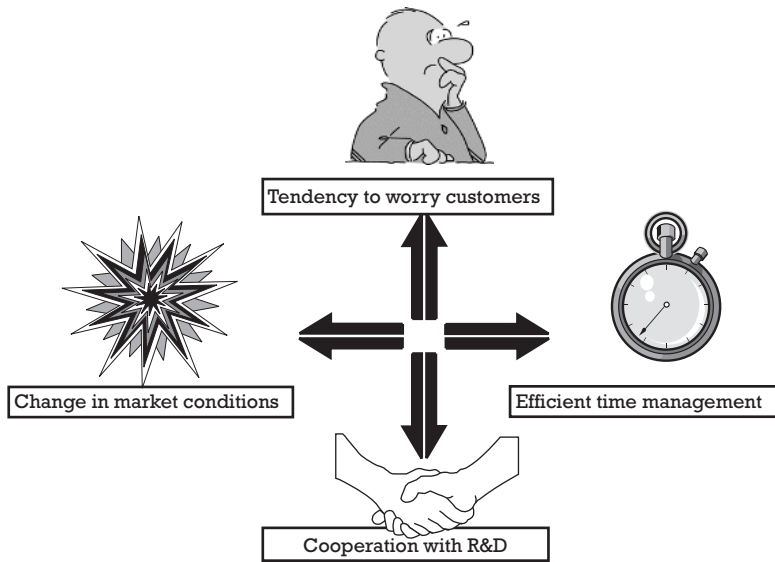 Tendency to worry customers
Change in market conditions
Efficient time management
Cooperation with R&D